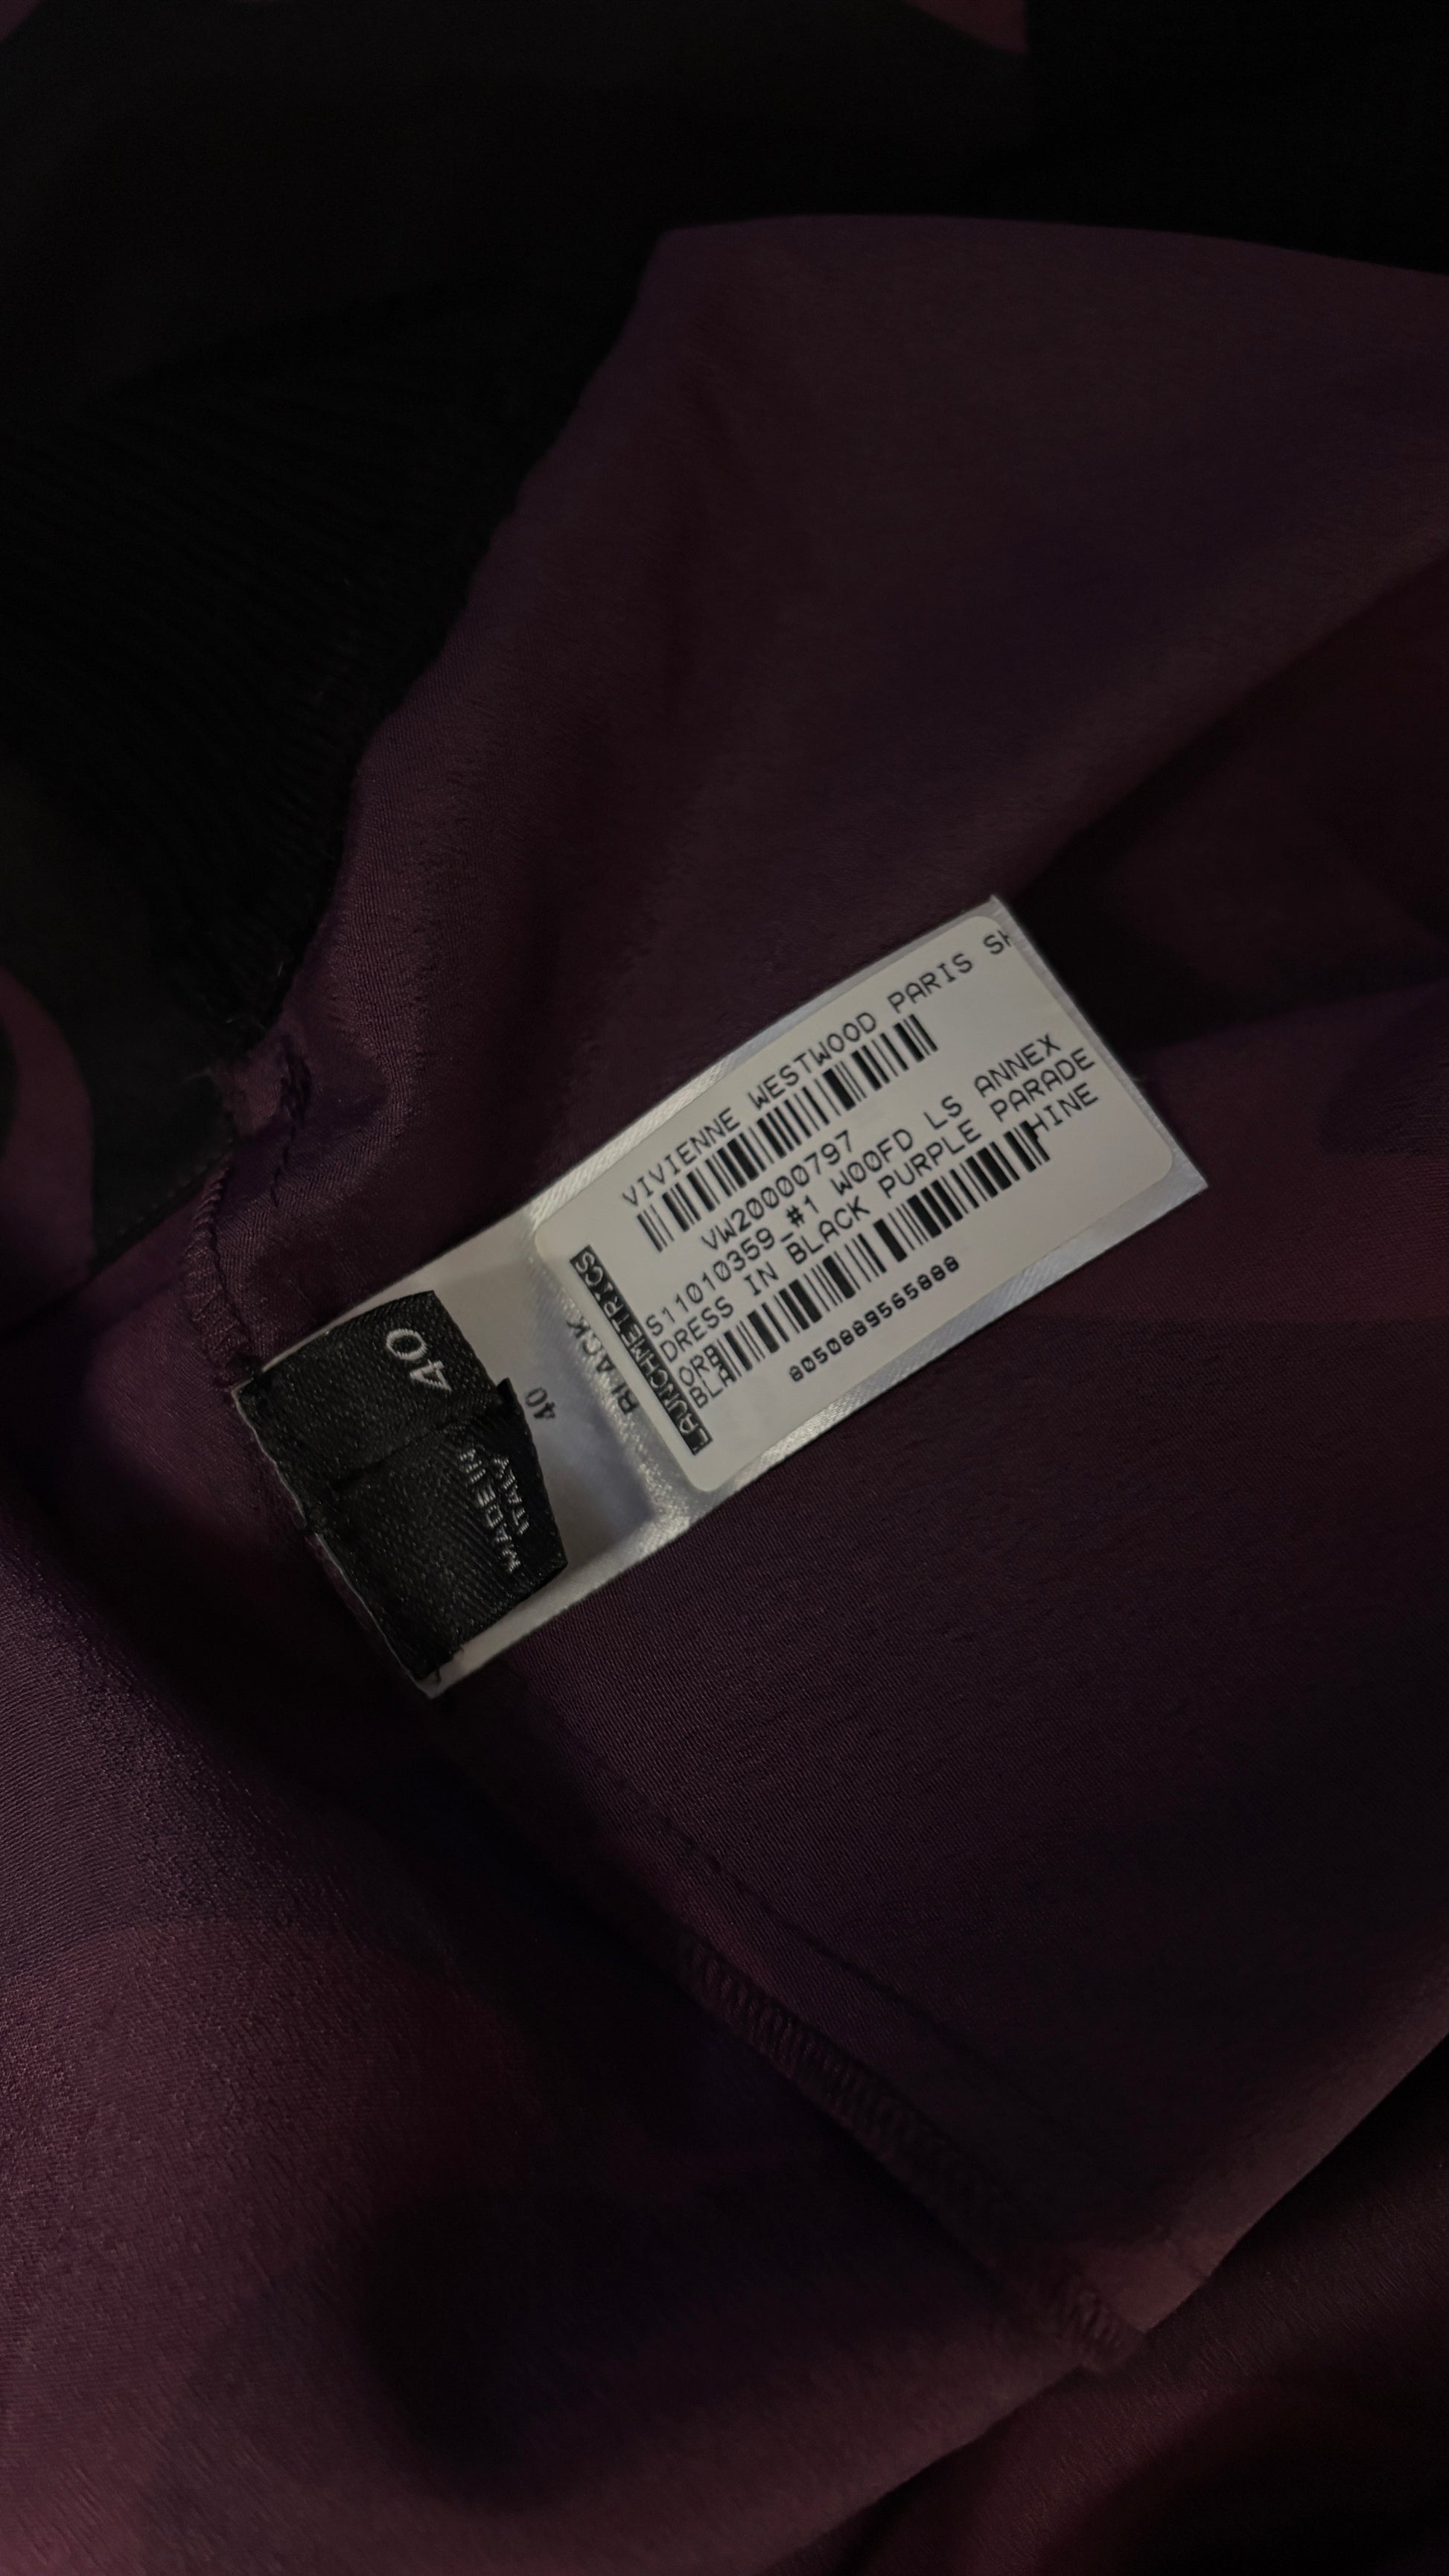 VIVIENNE WESTWOOD PARIS SH
VW20000797
S11010359_#1 W00FD LS ANNEX
DRESS IN BLACK PURPLE PARADE
ORB
BLA HINE
8050889565888
LAUNCHMETRICS
BLACK
40
40
MADE IN
ITALY